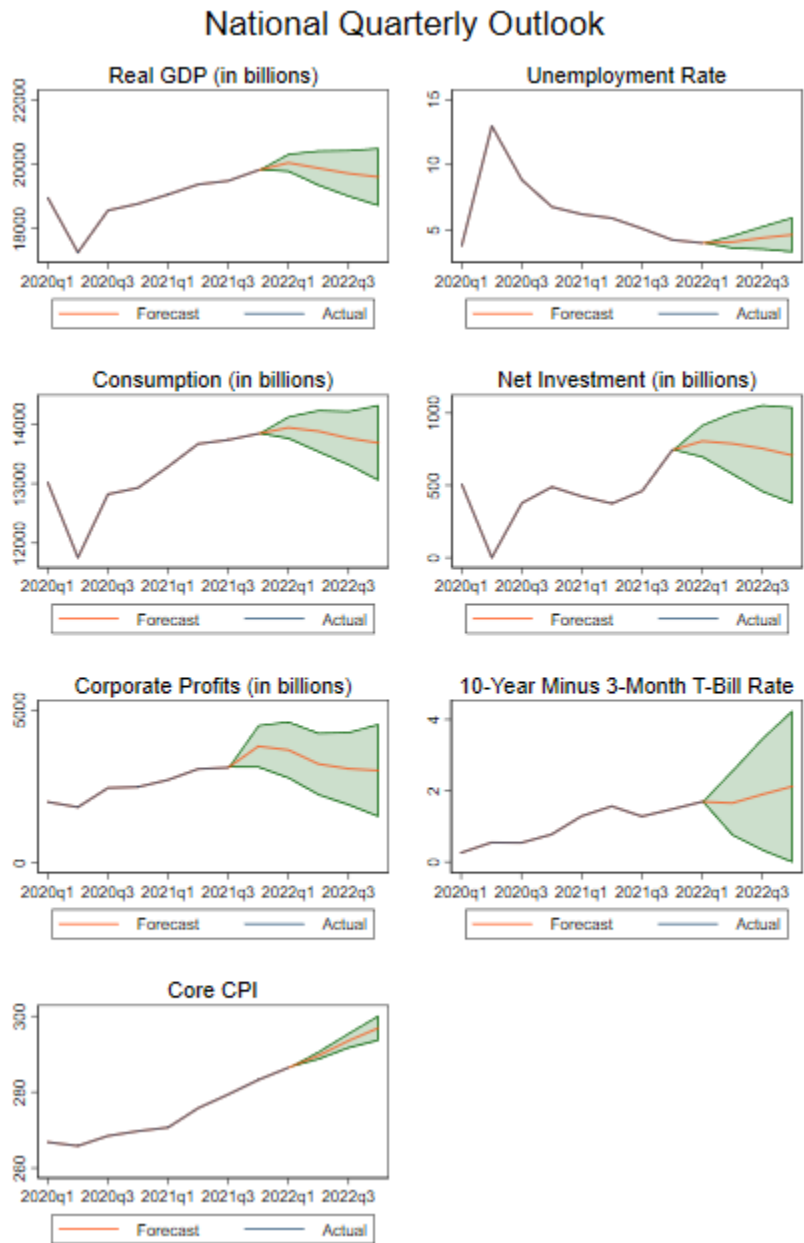 National Quarterly Outlook
Real GDP (in billions)
22000
20000
18000
2020q1 2020q3 2021q1 2021q3 2022q1 2022q3
Forecast Actual
Unemployment Rate
15
10
5
2020q1 2020q3 2021q1 2021q3 2022q1 2022q3
Forecast Actual
Consumption (in billions)
14000
13000
12000
2020q1 2020q3 2021q1 2021q3 2022q1 2022q3
Forecast Actual
Net Investment (in billions)
1000
500
0
2020q1 2020q3 2021q1 2021q3 2022q1 2022q3
Forecast Actual
Corporate Profits (in billions)
5000
0
2020q1 2020q3 2021q1 2021q3 2022q1 2022q3
Forecast Actual
10-Year Minus 3-Month T-Bill Rate
4
2
0
2020q1 2020q3 2021q1 2021q3 2022q1 2022q3
Forecast Actual
Core CPI
300
280
260
2020q1 2020q3 2021q1 2021q3 2022q1 2022q3
Forecast Actual